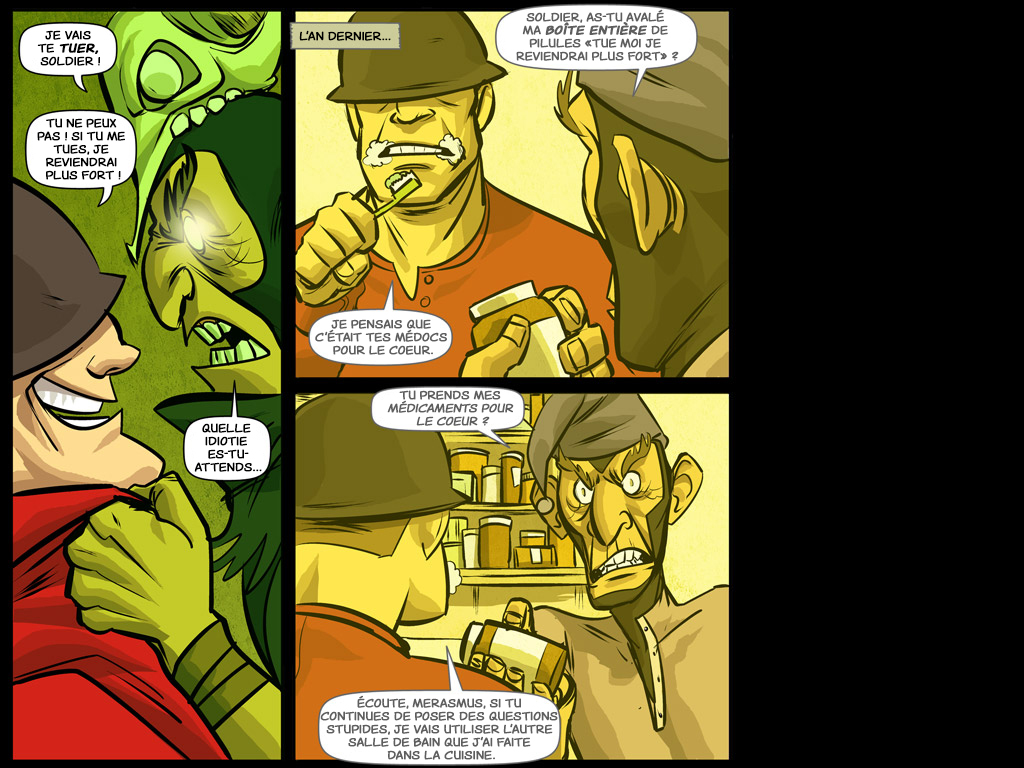 JE VAIS
TE TUER,
SOLDIER !
TU NE PEUX
PAS ! SI TU ME
TUES, JE
REVIENDRAI
PLUS FORT !
QUELLE
IDIOTIE
ES-TU-
ATTENDS...
L'AN DERNIER...
SOLDIER, AS-TU AVALÉ
MA BOÎTE ENTIÈRE DE
PILULES «TUE MOI JE
REVIENDRAI PLUS FORT» ?
JE PENSAIS QUE
C'ÉTAIT TES MÉDOCS
POUR LE COEUR.
TU PRENDS MES
MÉDICAMENTS POUR
LE COEUR ?
ÉCOUTE, MERASMUS, SI TU
CONTINUES DE POSER DES QUESTIONS
STUPIDES, JE VAIS UTILISER L'AUTRE
SALLE DE BAIN QUE J'AI FAITE
DANS LA CUISINE.